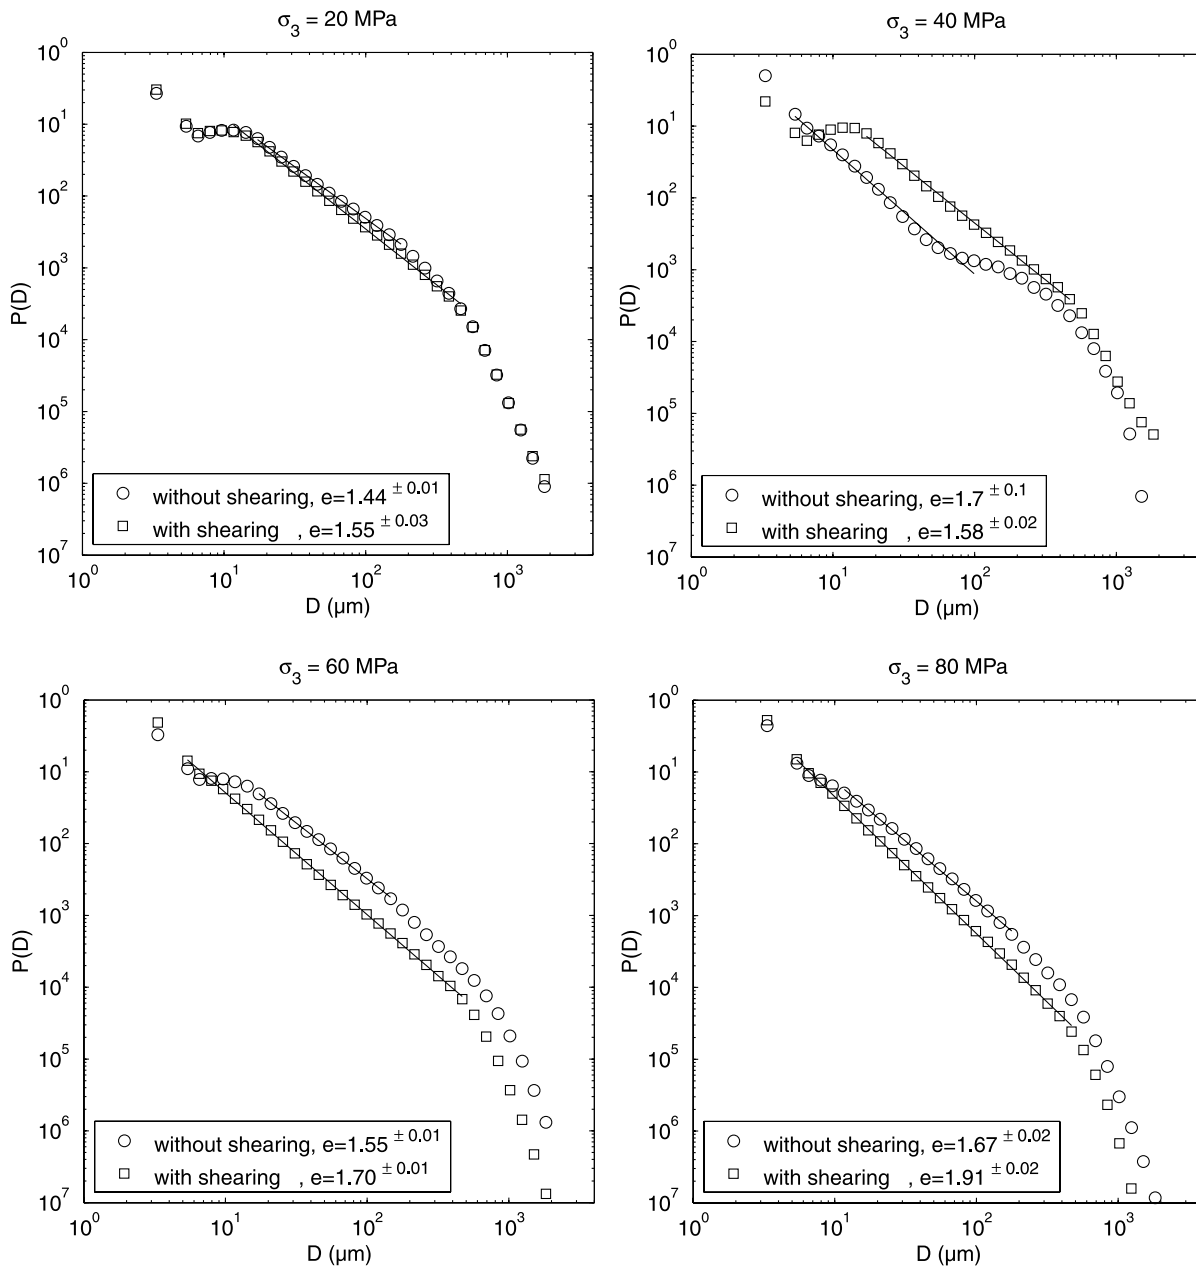 σ3 = 20 MPa
10^0
10^1
10^2
10^3
10^4
10^5
10^6
10^7
P(D)
without shearing, e=1.44 ± 0.01
with shearing , e=1.55 ± 0.03
10^0 10^1 10^2 10^3
D (μm)
σ3 = 40 MPa
10^0
10^1
10^2
10^3
10^4
10^5
10^6
10^7
P(D)
without shearing, e=1.7 ± 0.1
with shearing , e=1.58 ± 0.02
10^0 10^1 10^2 10^3
D (μm)
σ3 = 60 MPa
10^0
10^1
10^2
10^3
10^4
10^5
10^6
10^7
P(D)
without shearing, e=1.55 ± 0.01
with shearing , e=1.70 ± 0.01
10^0 10^1 10^2 10^3
D (μm)
σ3 = 80 MPa
10^0
10^1
10^2
10^3
10^4
10^5
10^6
10^7
P(D)
without shearing, e=1.67 ± 0.02
with shearing , e=1.91 ± 0.02
10^0 10^1 10^2 10^3
D (μm)